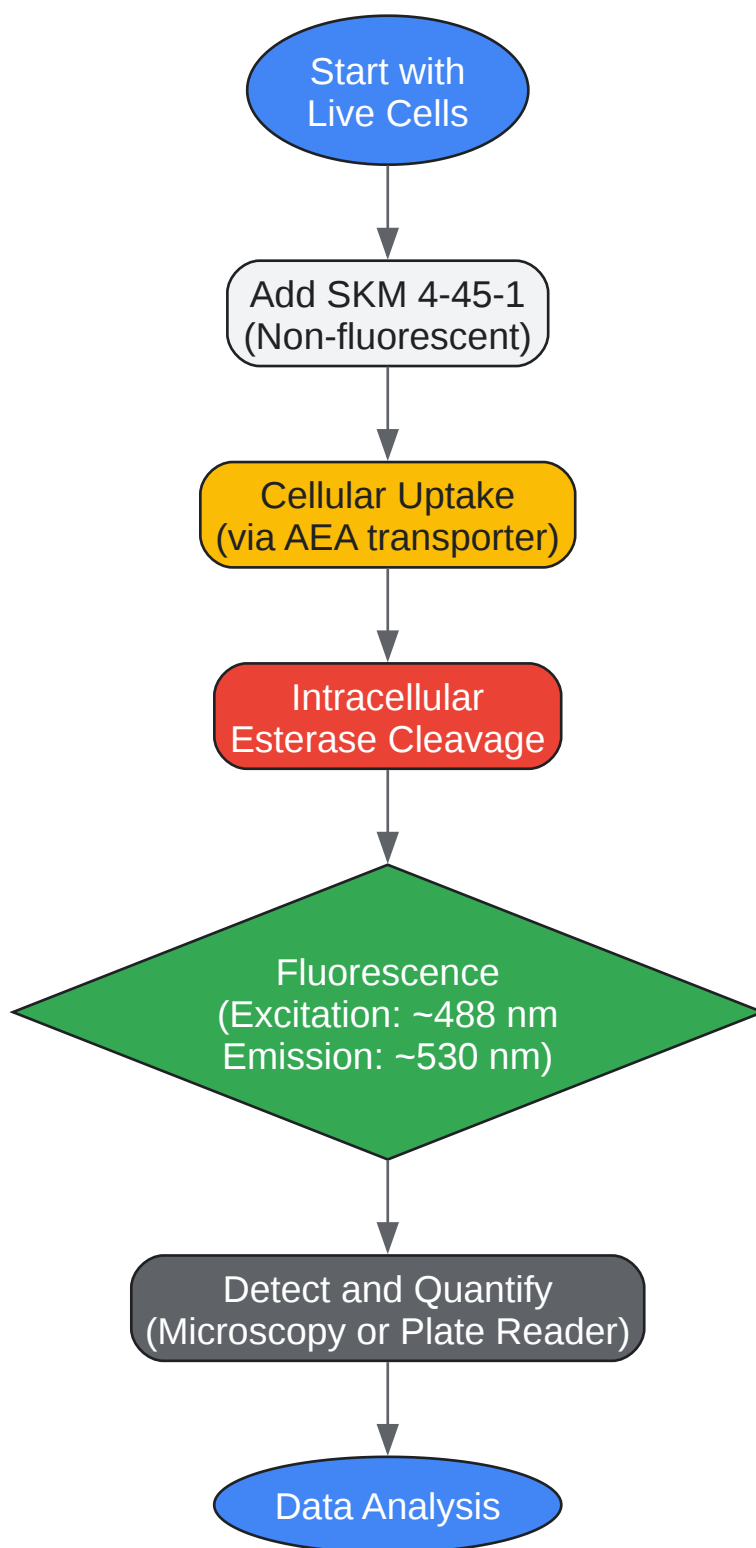 Start with
Live Cells
Add SKM 4-45-1
(Non-fluorescent)
Cellular Uptake
(via AEA transporter)
Intracellular
Esterase Cleavage
Fluorescence
(Excitation: ~488 nm
Emission: ~530 nm)
Detect and Quantify
(Microscopy or Plate Reader)
Data Analysis